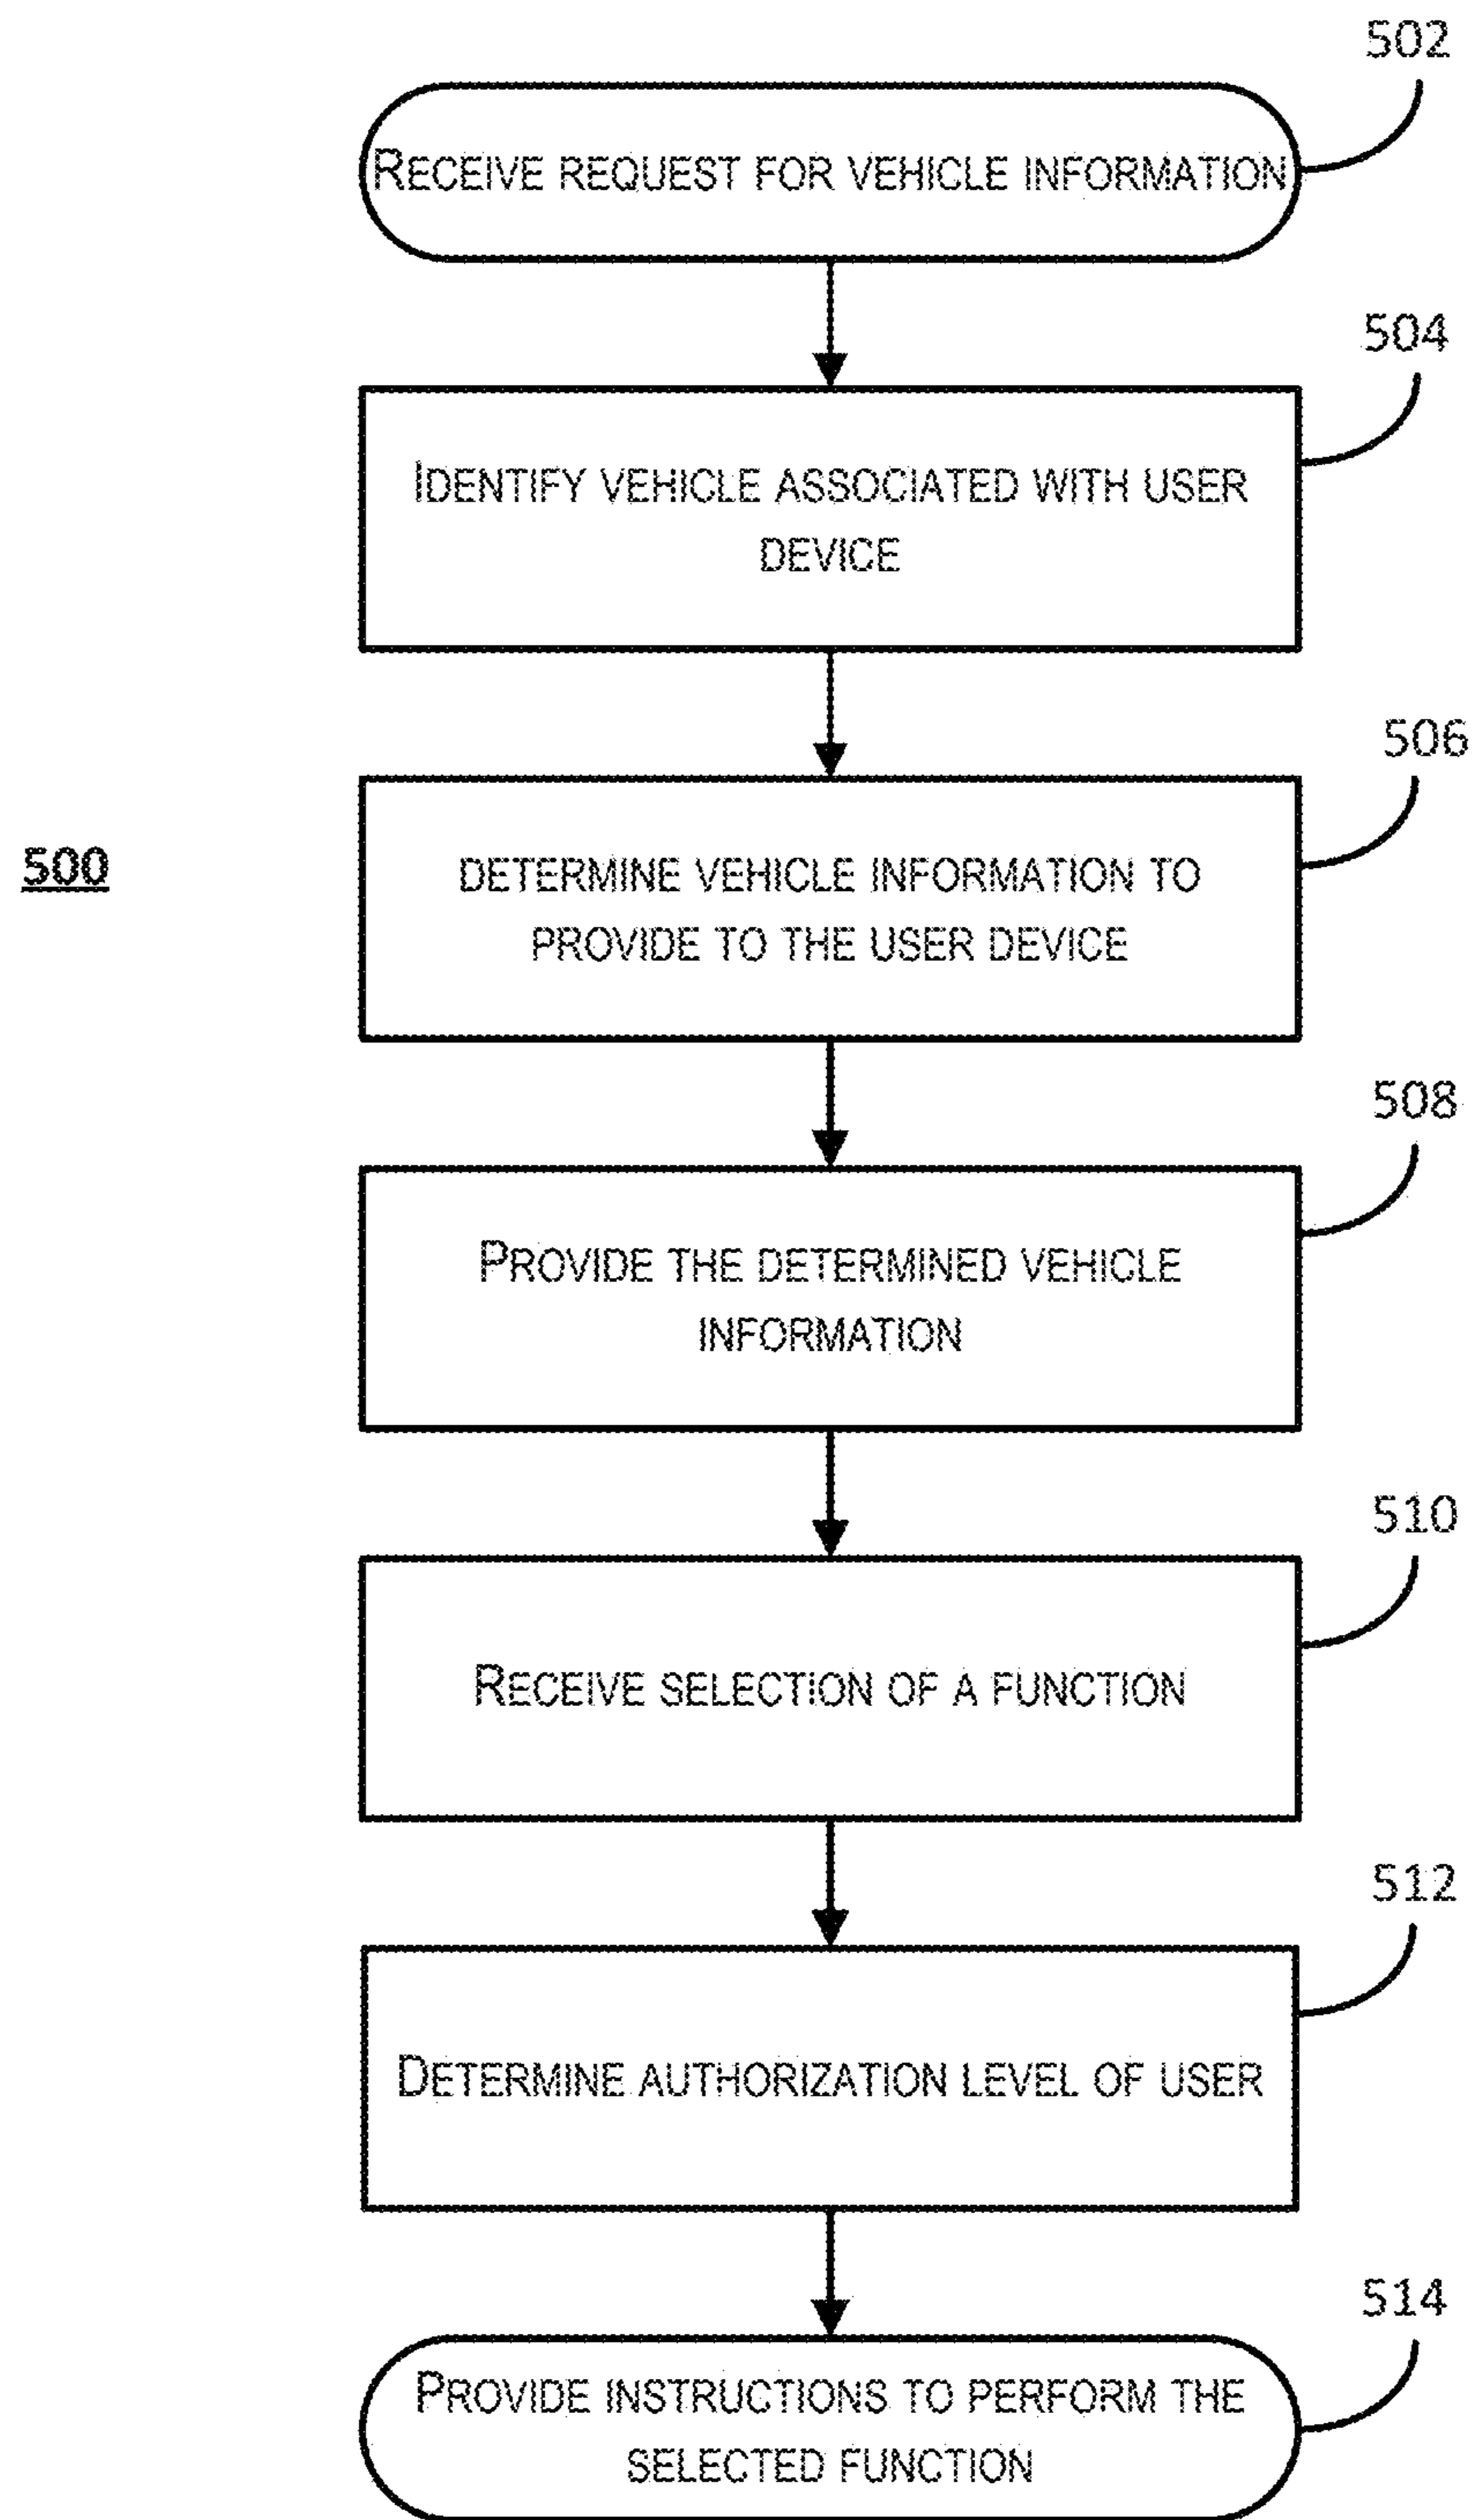 502
RECEIVE REQUEST FOR VEHICLE INFORMATION
504
IDENTIFY VEHICLE ASSOCIATED WITH USER
DEVICE
506
500
DETERMINE VEHICLE INFORMATION TO
PROVIDE TO THE USER DEVICE
508
PROVIDE THE DETERMINED VEHICLE
INFORMATION
510
RECEIVE SELECTION OF A FUNCTION
512
DETERMINE AUTHORIZATION LEVEL OF USER
514
PROVIDE INSTRUCTIONS TO PERFORM THE
SELECTED FUNCTION